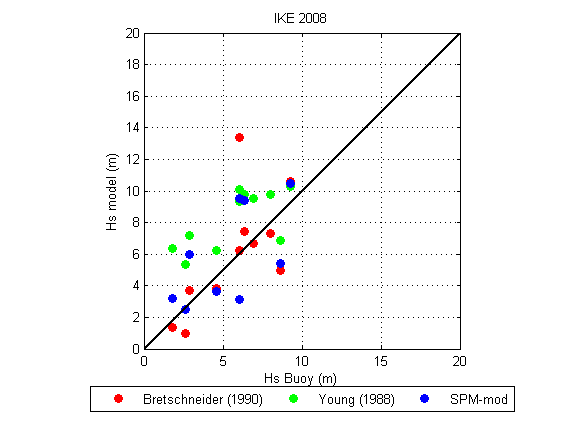 IKE 2008
20
18
16
14
12
10
8
6
4
2
0
Hs model (m)
0 5 10 15 20
Hs Buoy (m)
Bretschneider (1990) Young (1988) SPM-mod